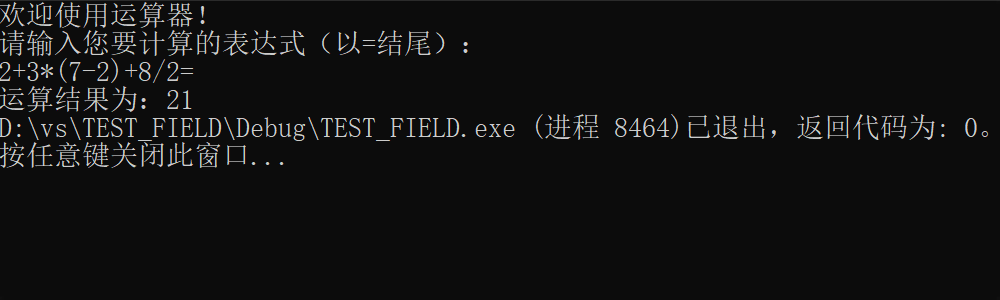 欢迎使用运算器!
请输入您要计算的表达式（以=结尾）：
2+3*(7-2)+8/2=
运算结果为：21
D:\vs\TEST_FIELD\Debug\TEST_FIELD.exe (进程 8464)已退出，返回代码为: 0。
按任意键关闭此窗口...